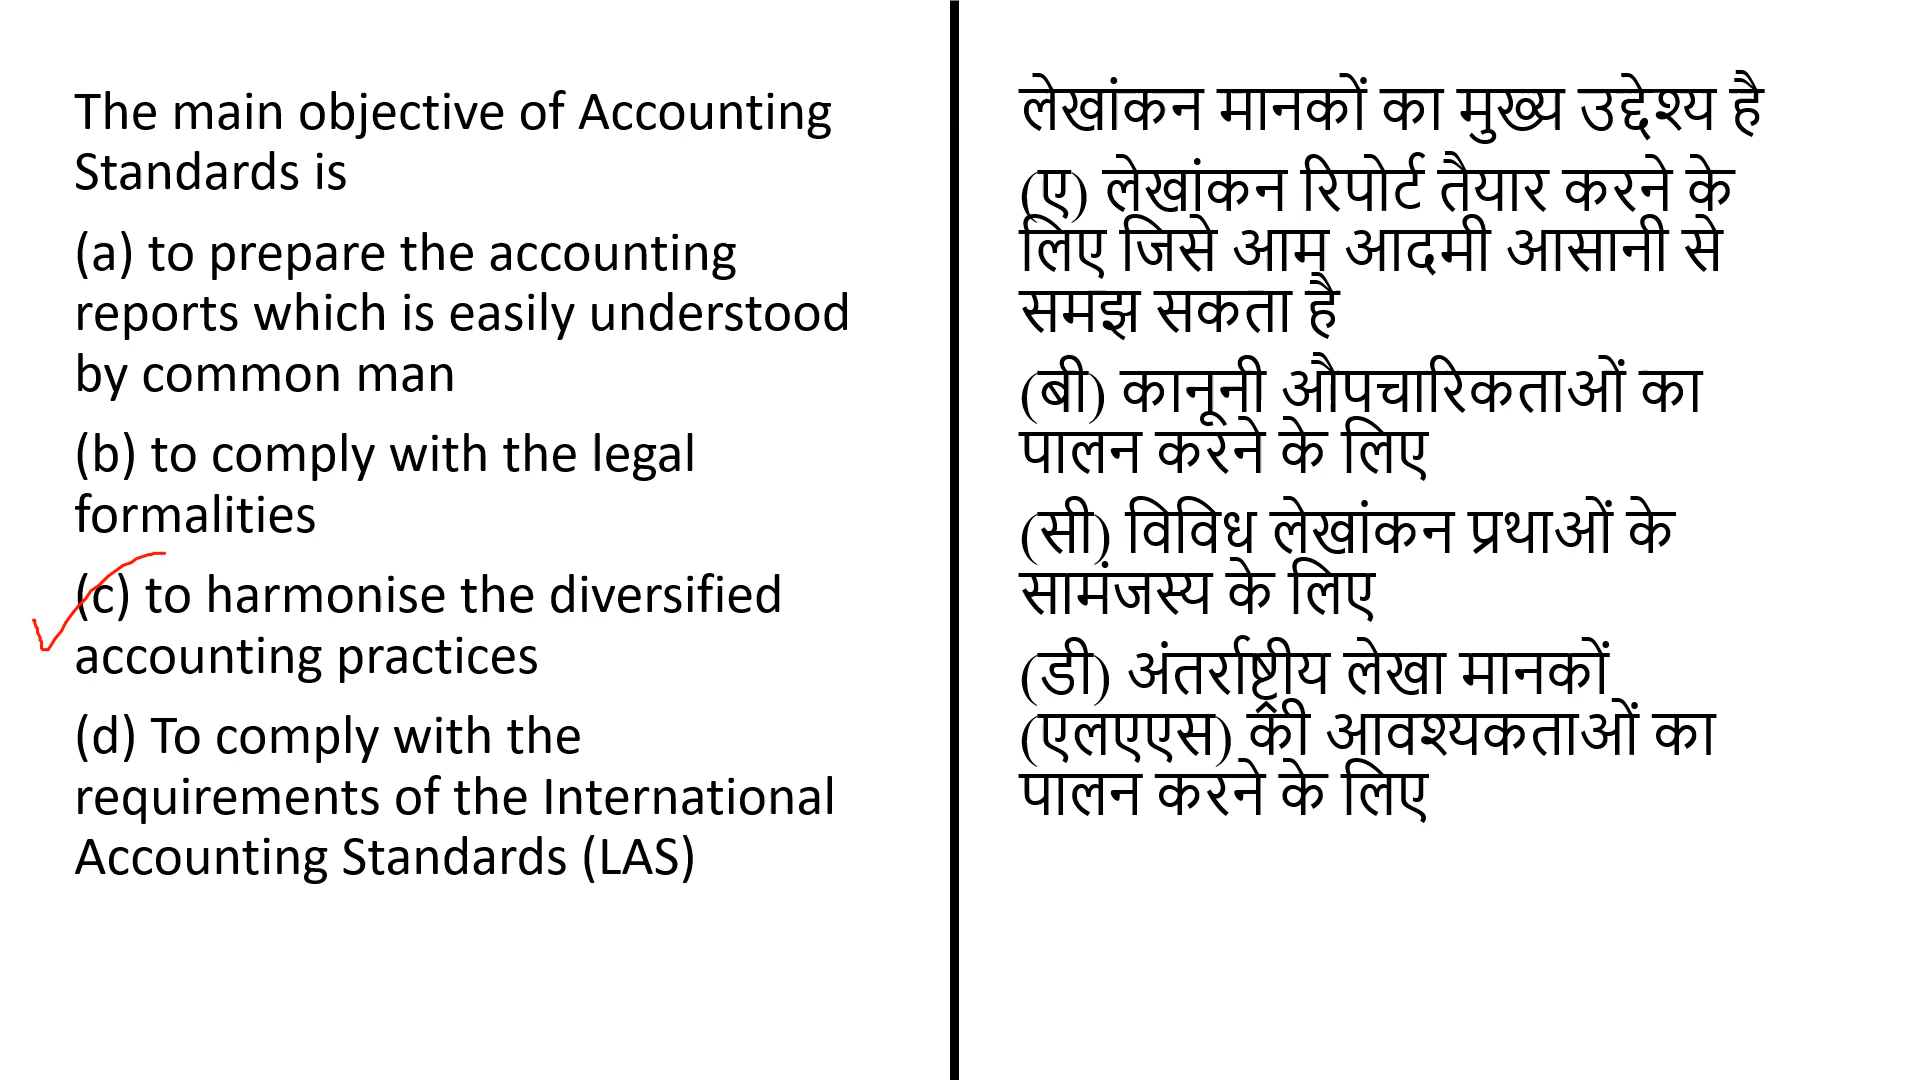 The main objective of Accounting
Standards is
(a) to prepare the accounting
reports which is easily understood
by common man
(b) to comply with the legal
formalities
(c) to harmonise the diversified
accounting practices
(d) To comply with the
requirements of the International
Accounting Standards (LAS)
लेखांकन मानकों का मुख्य उद्देश्य है
(ए) लेखांकन रिपोर्ट तैयार करने के
लिए जिसे आम आदमी आसानी से
समझ सकता है
(बी) कानूनी औपचारिकताओं का
पालन करने के लिए
(सी) विविध लेखांकन प्रथाओं के
सामंजस्य के लिए
(डी) अंतर्राष्ट्रीय लेखा मानकों
(एलएएस) की आवश्यकताओं का
पालन करने के लिए